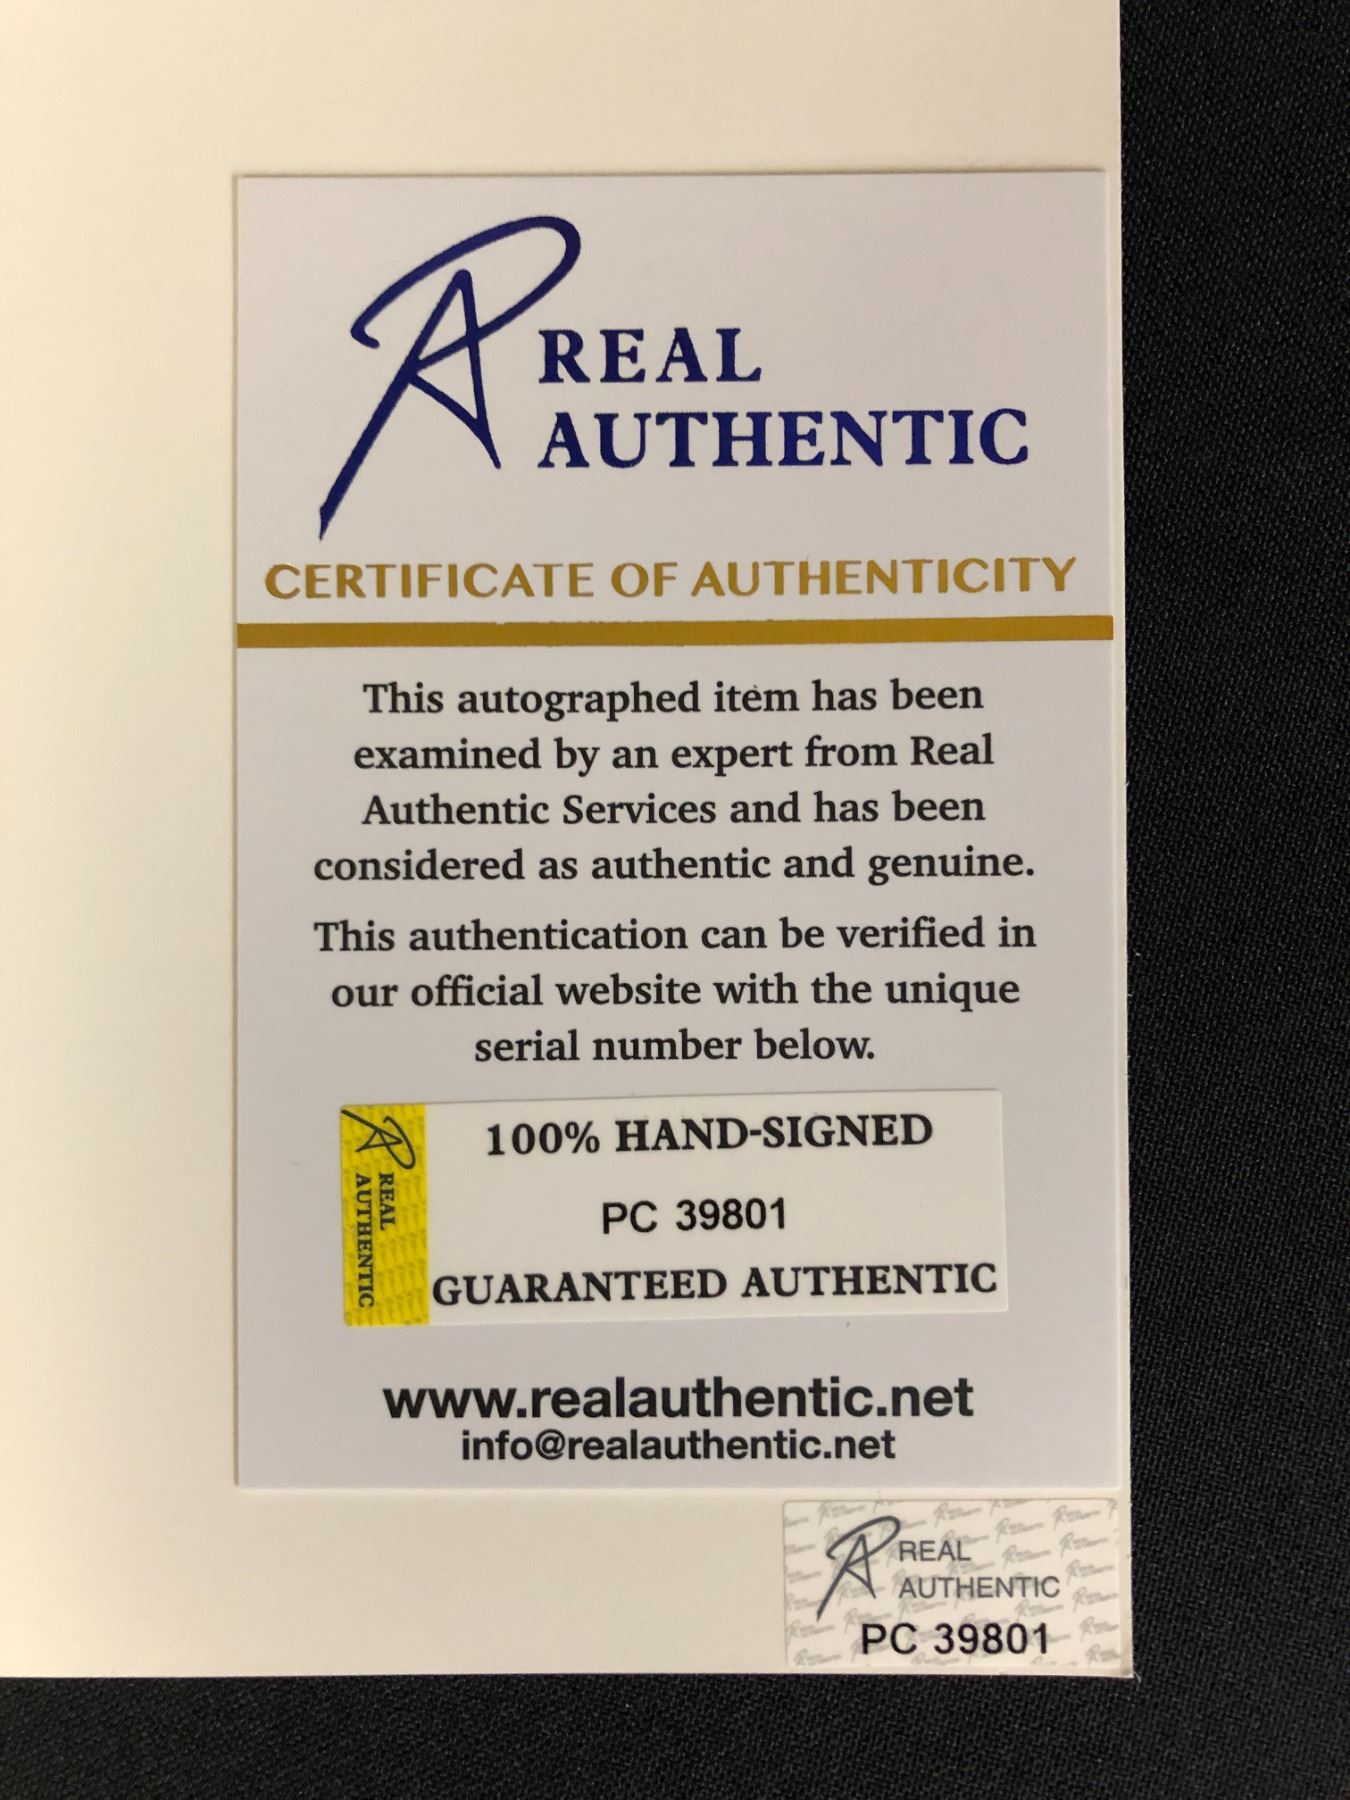 REAL
AUTHENTIC
CERTIFICATE OF AUTHENTICITY
This autographed item has been
examined by an expert from Real
Authentic Services and has been
considered as authentic and genuine.
This authentication can be verified in
our official website with the unique
serial number below.
REAL
AUTHENTIC
100% HAND-SIGNED
PC 39801
GUARANTEED AUTHENTIC
www.realauthentic.net
info@realauthentic.net
REAL
AUTHENTIC
PC 39801